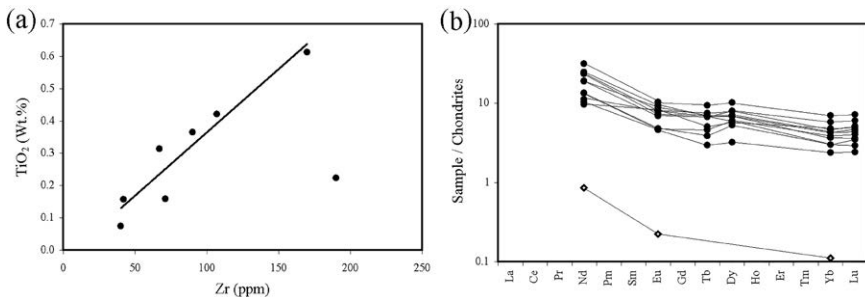 (a)
TiO2 (Wt.%)
0.7
0.6
0.5
0.4
0.3
0.2
0.1
0.0
0 50 100 150 200 250
Zr (ppm)
(b)
Sample / Chondrites
100
10
1
0.1
La Ce Pr Nd Pm Sm Eu Gd Tb Dy Ho Er Tm Yb Lu